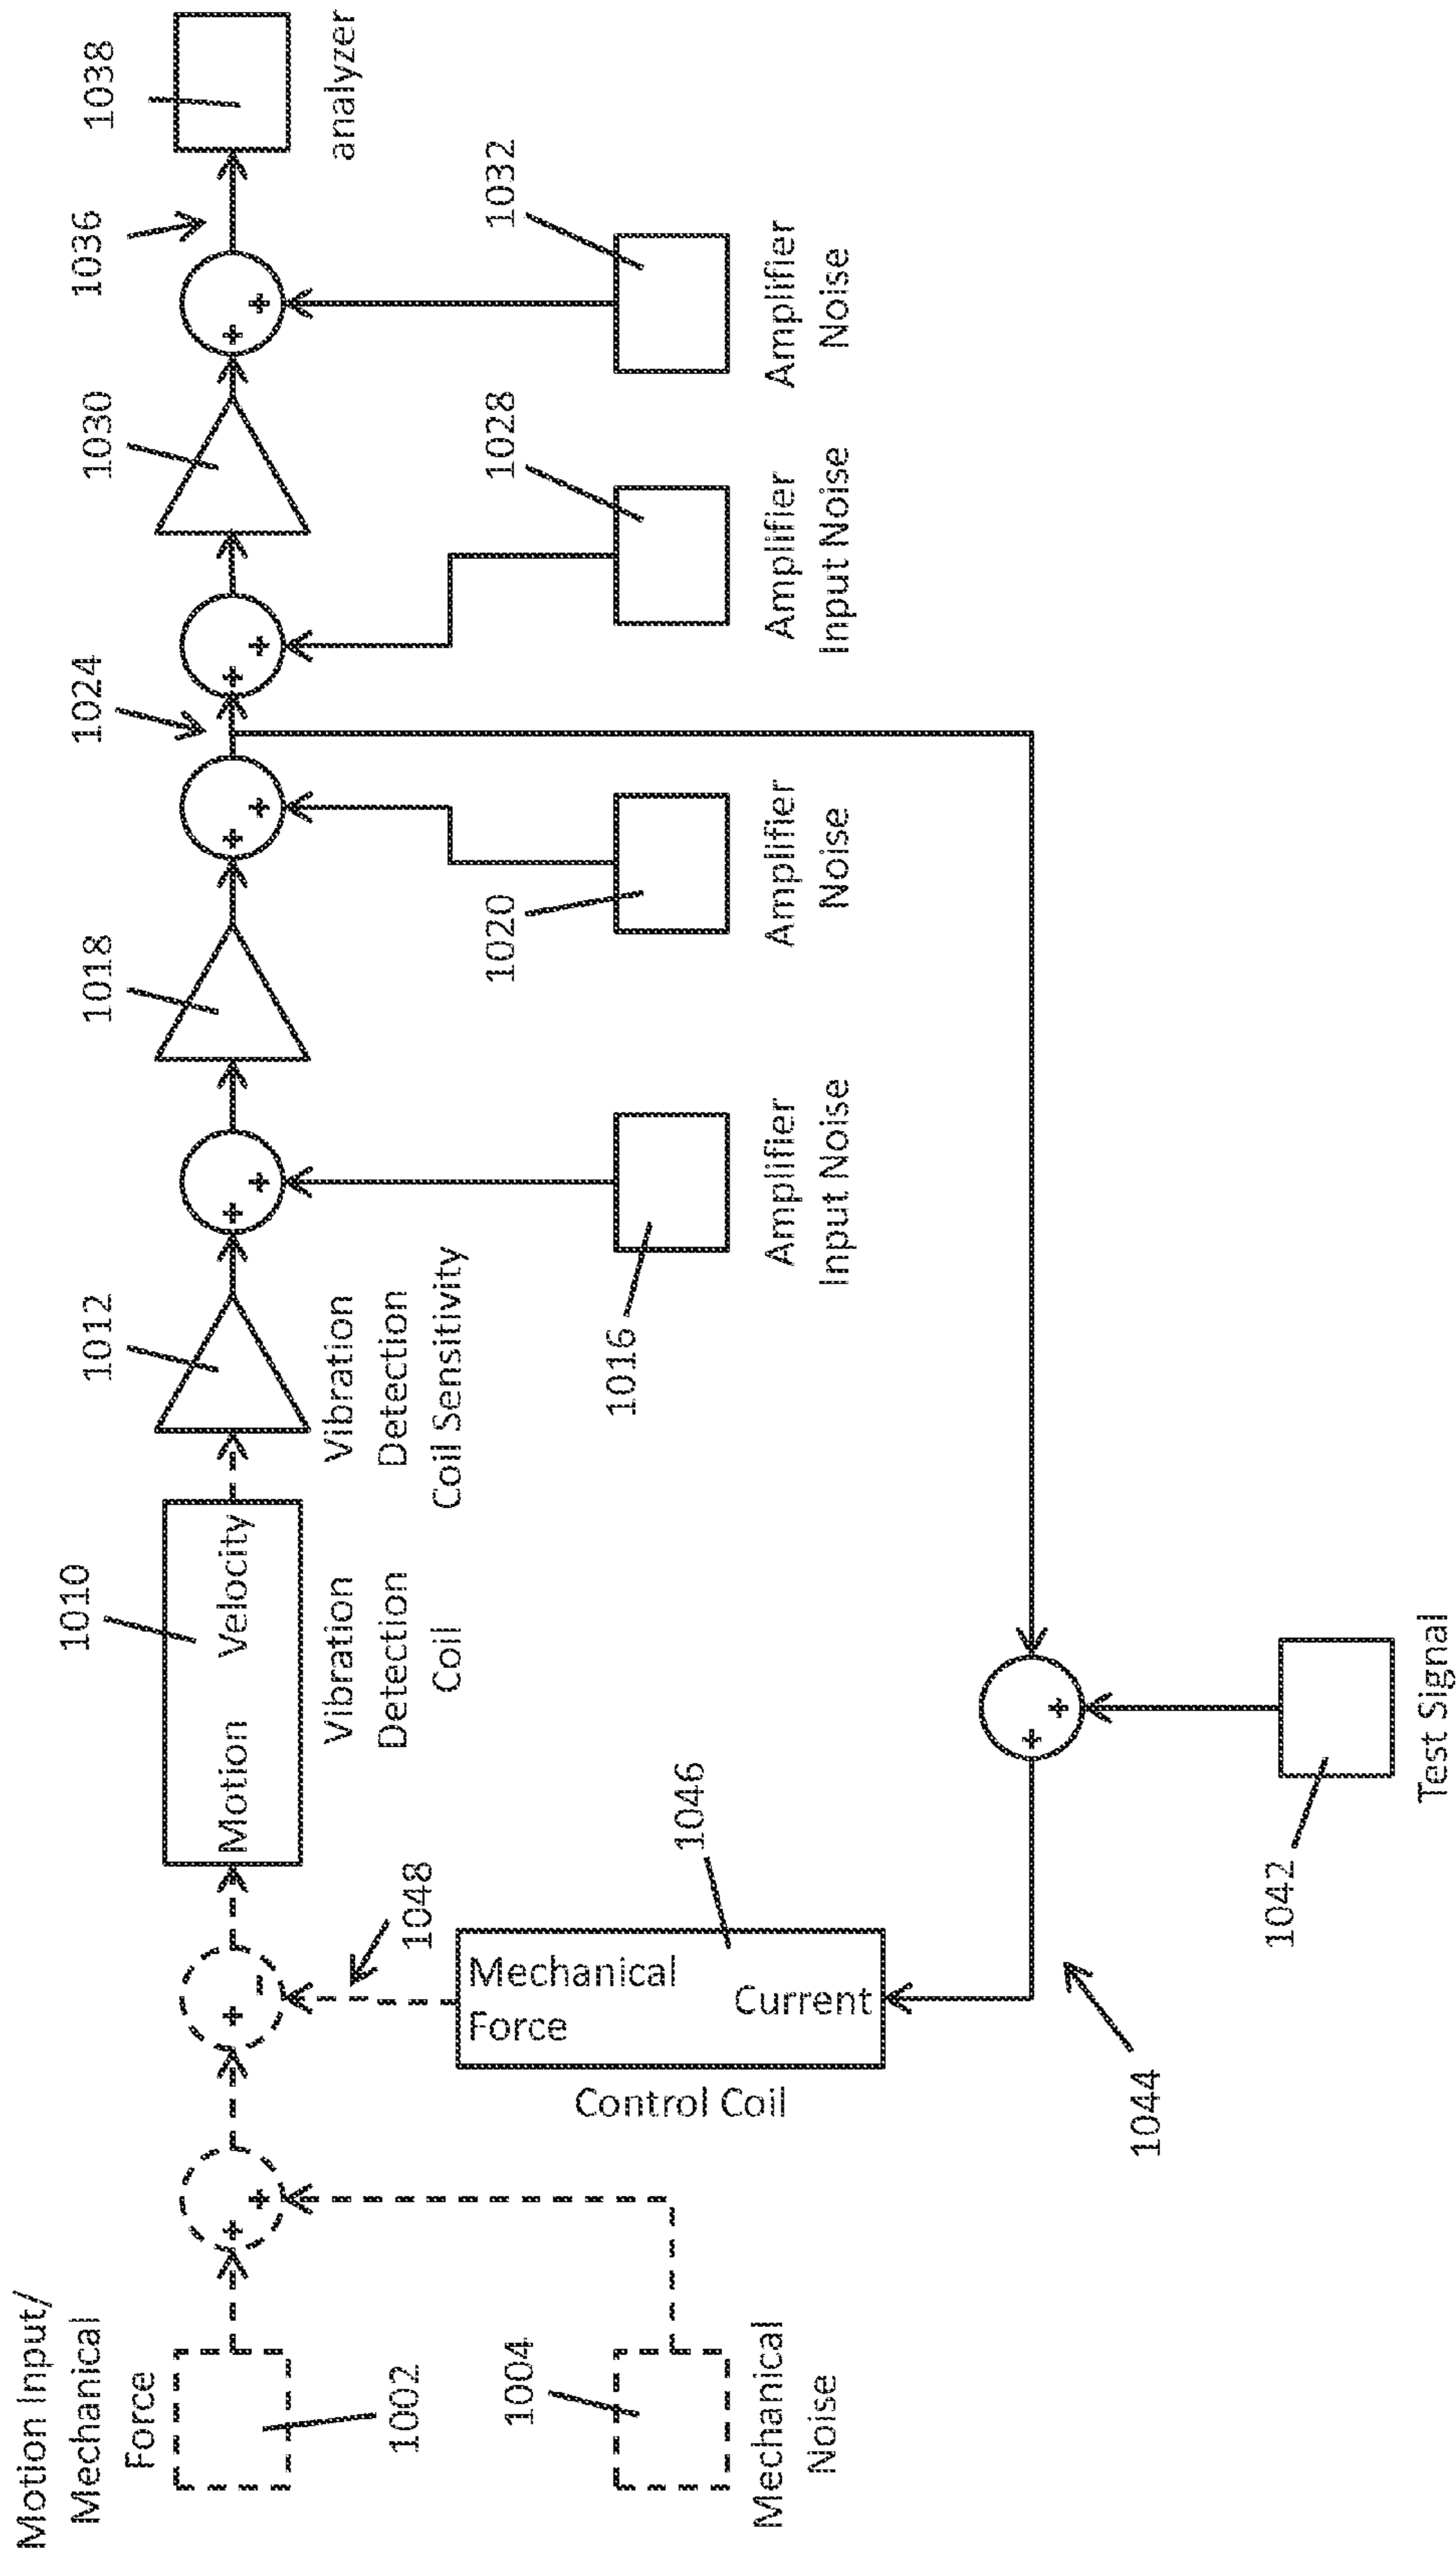 Motion Input/
Mechanical
Force
1002
1004
Mechanical
Noise
1048
Mechanical
Force
Current
1046
Control Coil
1044
1042
Test Signal
1010
Motion Velocity
Vibration
Detection
Coil
1012
Vibration
Detection
Coil Sensitivity
1016
Amplifier
Input Noise
1018
1020
Amplifier
Noise
1024
1028
Amplifier
Input Noise
1030
1032
Amplifier
Noise
1036
1038
analyzer
+
+
+
-
+
+
+
+
+
+
+
+
+
+